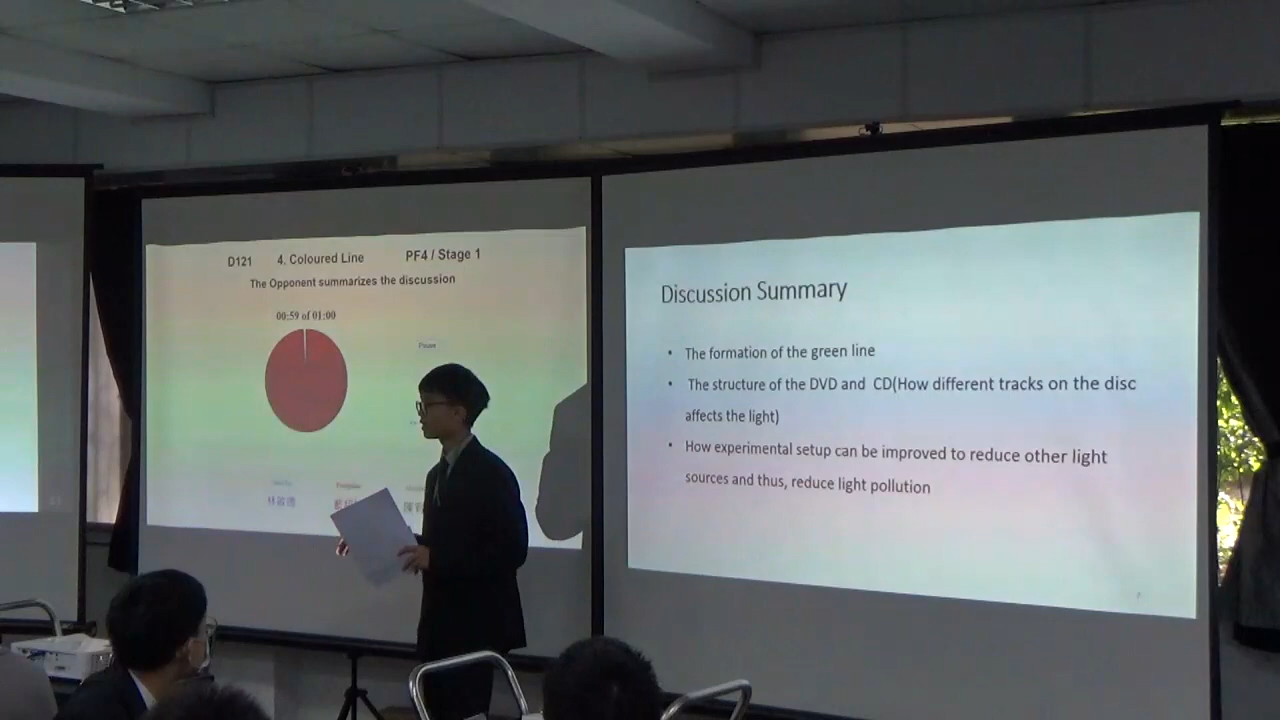 D121 4. Coloured Line PF4 / Stage 1
The Opponent summarizes the discussion
00:59 of 01:00
Pause
Discussion Summary
• The formation of the green line
• The structure of the DVD and CD(How different tracks on the disc
affects the light)
• How experimental setup can be improved to reduce other light
sources and thus, reduce light pollution
7